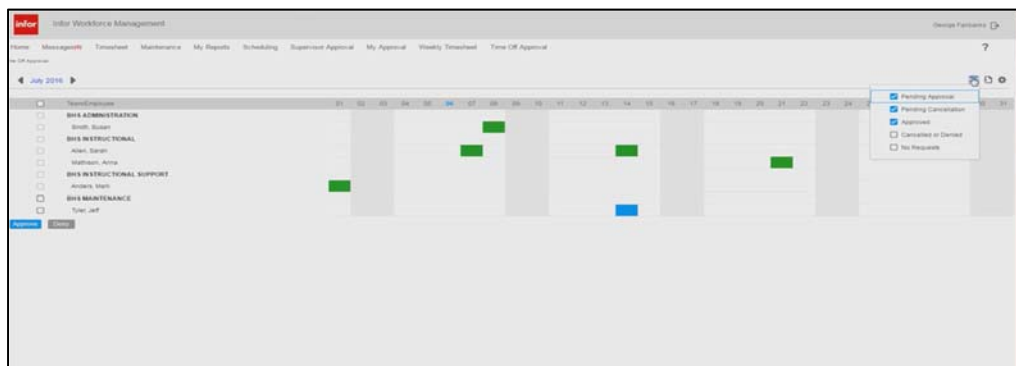 infor Infor Workforce Management George Fairbanks
Home Messages Timesheet Maintenance My Reports Scheduling Supervisor Approval My Approval Weekly Timesheet Time Off Approval ?
Off Approval
July 2016
Pending Approval
Pending Cancellation
Approved
Cancelled or Denied
No Requests
Team/Employee 01 02 03 04 05 06 07 08 09 10 11 12 13 14 15 16 17 18 19 20 21 22 23 24 30 31
BHS ADMINISTRATION
Smith, Susan
BHS INSTRUCTIONAL
Allen, Sarah
Mathison, Anna
BHS INSTRUCTIONAL SUPPORT
Anders, Mark
BHS MAINTENANCE
Tyler, Jeff
Approve Deny